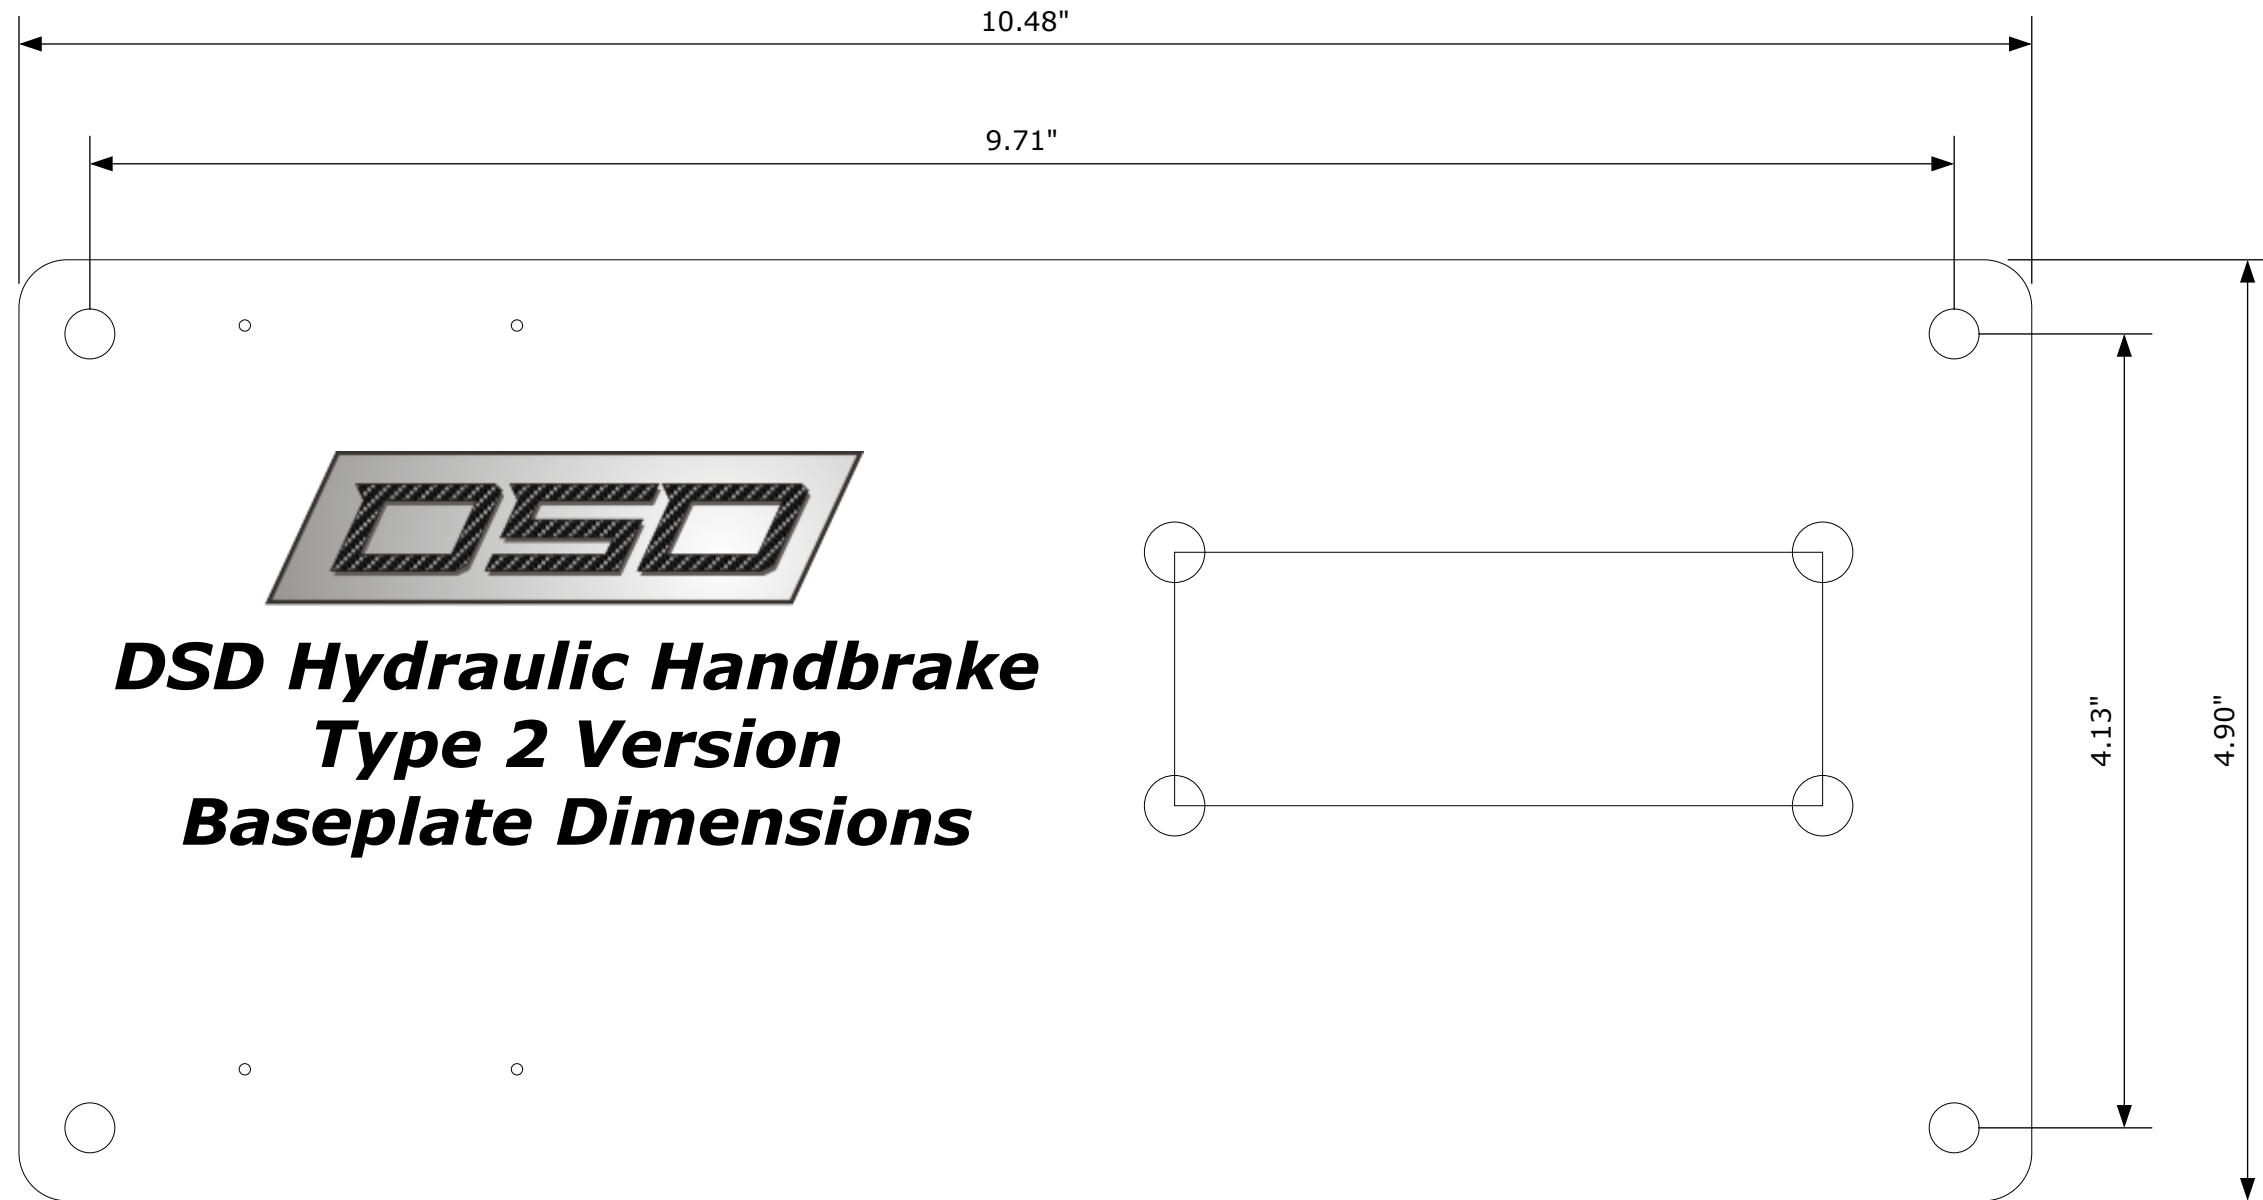 10.48"
9.71"
DSD
DSD Hydraulic Handbrake
Type 2 Version
Baseplate Dimensions
4.13"
4.90"